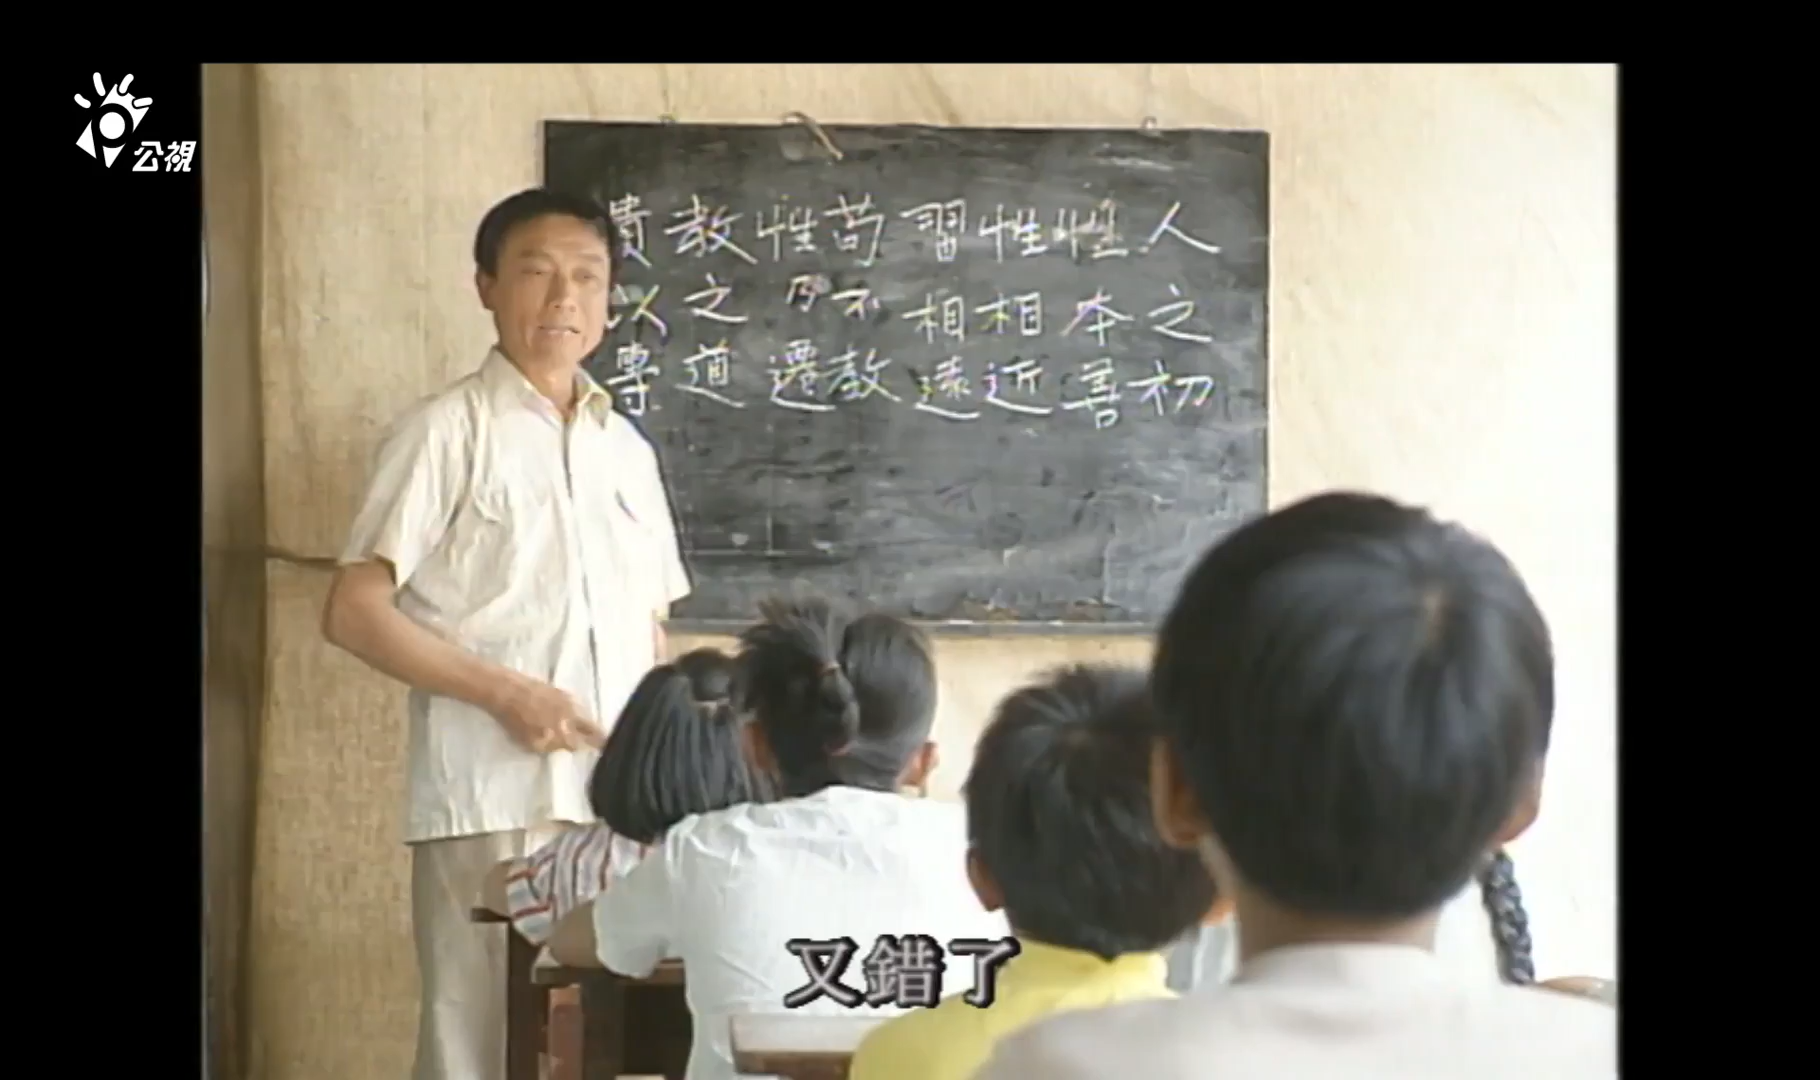 公視
人之初
性本善
性相近
習相遠
苟不教
性乃遷
教之道
貴以專
又錯了